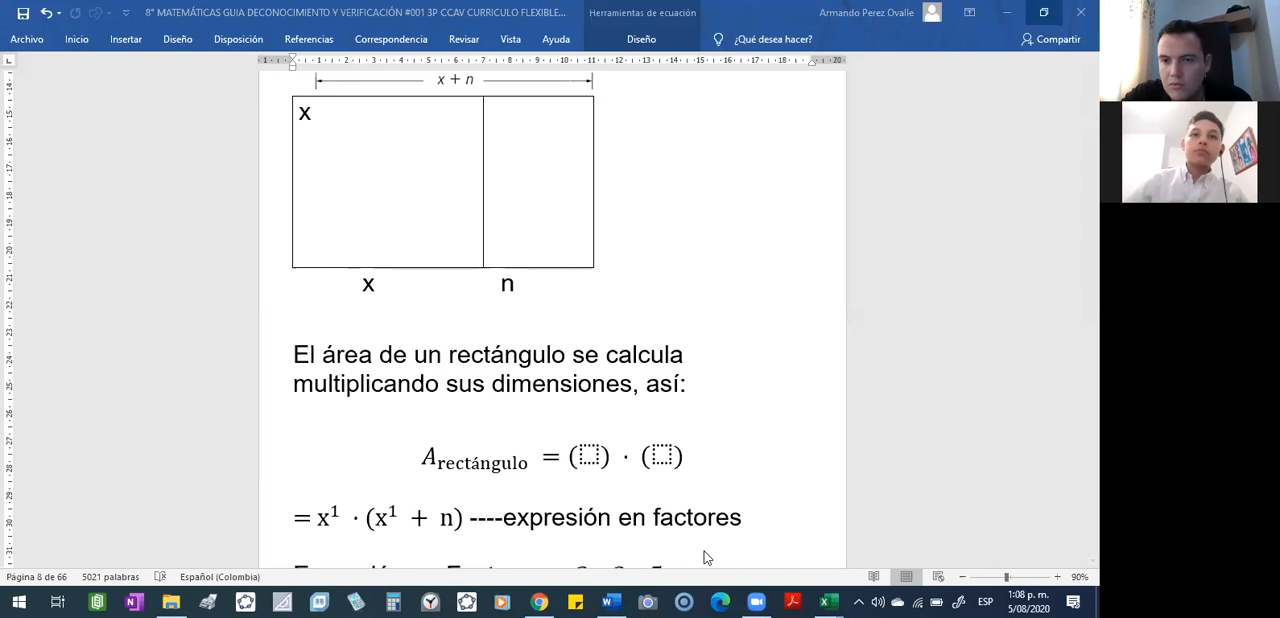 8° MATEMÁTICAS GUIA DECONOCIMIENTO Y VERIFICACIÓN #001 3P CCAV CURRICULO FLEXIBLE...
Herramientas de ecuación
Armando Perez Ovalle
Archivo Inicio Insertar Diseño Disposición Referencias Correspondencia Revisar Vista Ayuda Diseño ¿Qué desea hacer? Compartir
x + n
x
x n
El área de un rectángulo se calcula
multiplicando sus dimensiones, así:
A rectángulo = ( ) · ( )
= x¹ · (x¹ + n) ----expresión en factores
Página 8 de 66 5021 palabras Español (Colombia) 90%
ESP
1:08 p. m.
5/08/2020